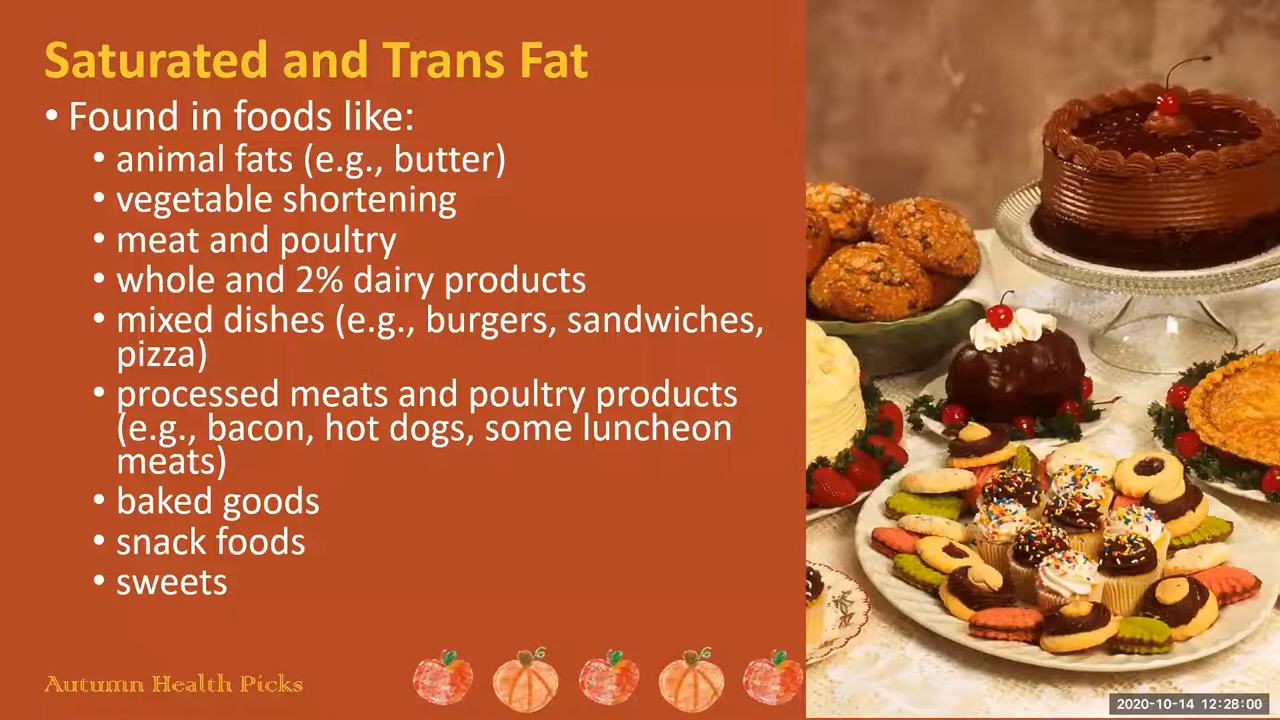 Saturated and Trans Fat
• Found in foods like:
• animal fats (e.g., butter)
• vegetable shortening
• meat and poultry
• whole and 2% dairy products
• mixed dishes (e.g., burgers, sandwiches,
pizza)
• processed meats and poultry products
(e.g., bacon, hot dogs, some luncheon
meats)
• baked goods
• snack foods
• sweets
Autumn Health Picks
2020-10-14 12:28:00